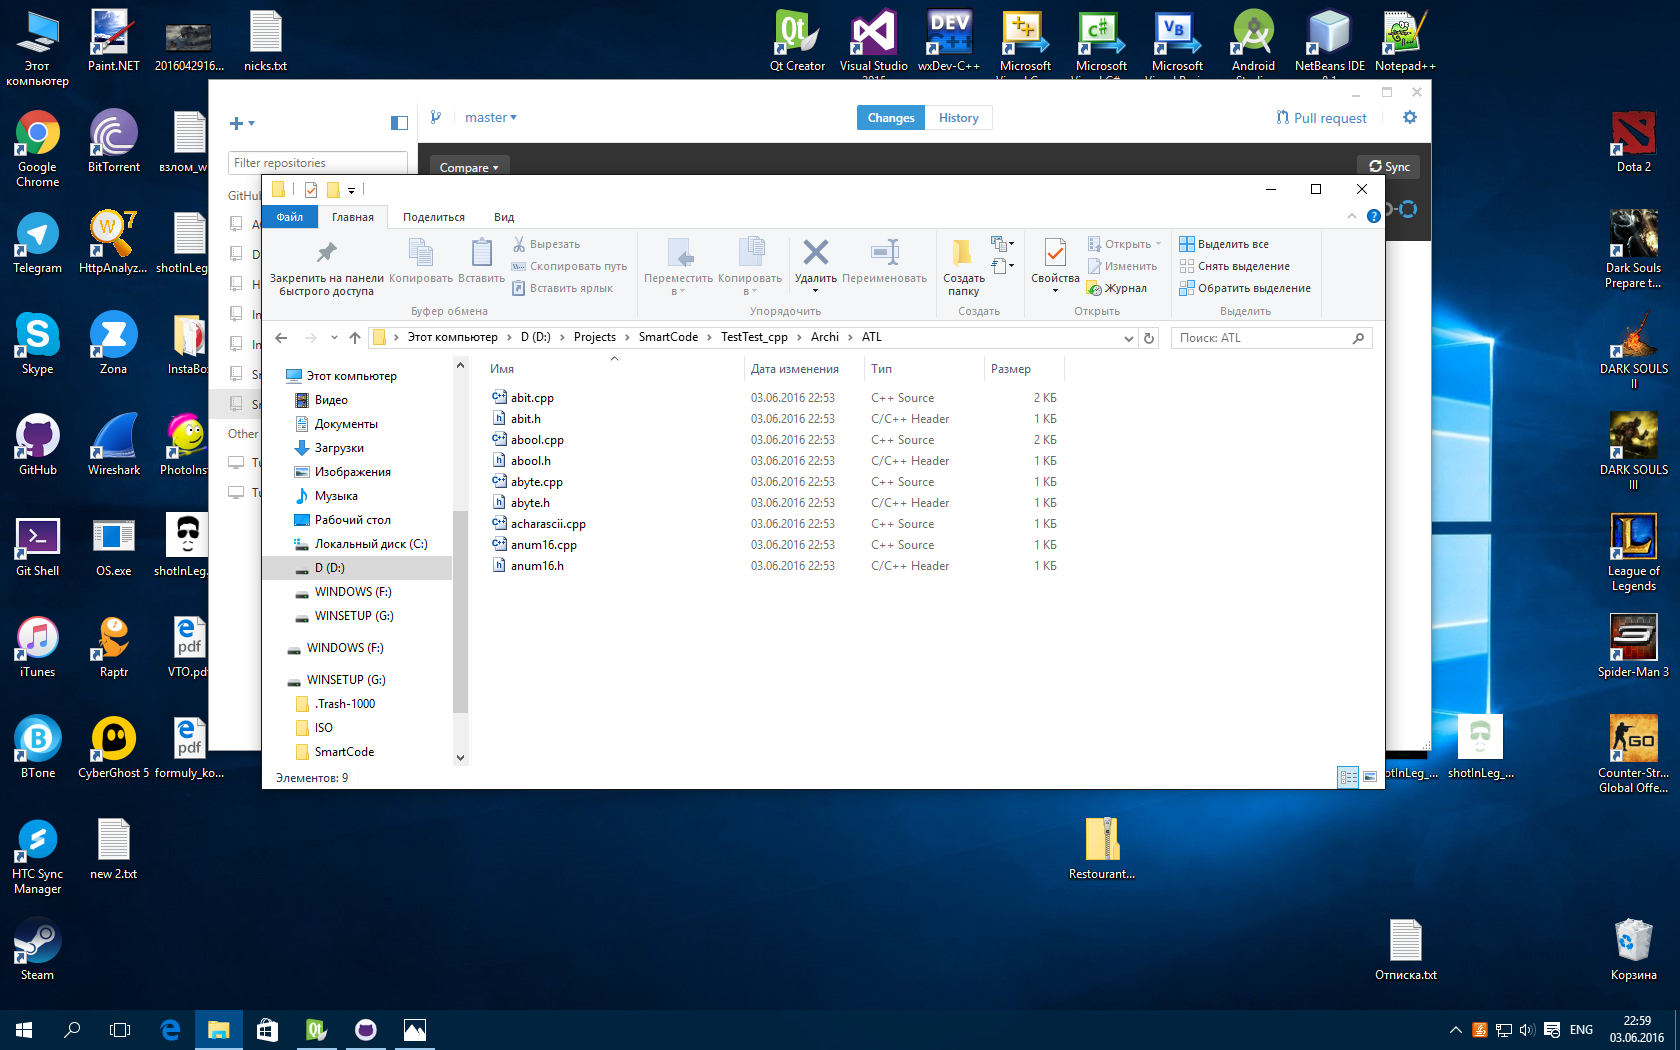 Этот
компьютер
Paint.NET
2016042916...
nicks.txt
Qt Creator
Visual Studio
wxDev-C++
Microsoft
Microsoft
Microsoft
Android
NetBeans IDE
Notepad++
Google
Chrome
BitTorrent
взлом_w
Telegram
HttpAnalyz...
shotInLeg
Skype
Zona
InstaBo
GitHub
Wireshark
PhotoInst
Git Shell
OS.exe
shotInLeg.
iTunes
Raptr
VTO.pdf
BTone
CyberGhost 5
formuly_ko...
HTC Sync
Manager
new 2.txt
Steam
master
Changes
History
Pull request
Filter repositories
Compare
Sync
Other
Файл
Главная
Поделиться
Вид
Закрепить на панели
быстрого доступа
Копировать
Вставить
Вырезать
Скопировать путь
Вставить ярлык
Буфер обмена
Переместить
в
Копировать
в
Удалить
Переименовать
Упорядочить
Создать
папку
Создать
Свойства
Открыть
Изменить
Журнал
Открыть
Выделить все
Снять выделение
Обратить выделение
Выделить
Этот компьютер > D (D:) > Projects > SmartCode > TestTest_cpp > Archi > ATL
Поиск: ATL
Этот компьютер
Видео
Документы
Загрузки
Изображения
Музыка
Рабочий стол
Локальный диск (C:)
D (D:)
WINDOWS (F:)
WINSETUP (G:)
WINDOWS (F:)
WINSETUP (G:)
.Trash-1000
ISO
SmartCode
Имя Дата изменения Тип Размер
abit.cpp 03.06.2016 22:53 C++ Source 2 КБ
abit.h 03.06.2016 22:53 C/C++ Header 1 КБ
abool.cpp 03.06.2016 22:53 C++ Source 2 КБ
abool.h 03.06.2016 22:53 C/C++ Header 1 КБ
abyte.cpp 03.06.2016 22:53 C++ Source 1 КБ
abyte.h 03.06.2016 22:53 C/C++ Header 1 КБ
acharascii.cpp 03.06.2016 22:53 C++ Source 1 КБ
anum16.cpp 03.06.2016 22:53 C++ Source 1 КБ
anum16.h 03.06.2016 22:53 C/C++ Header 1 КБ
Элементов: 9
Dota 2
Dark Souls
Prepare t...
DARK SOULS
II
DARK SOULS
III
League of
Legends
Spider-Man 3
Counter-Str...
Global Offe...
otInLeg_...
shotInLeg_...
Restourant...
Отписка.txt
Корзина
ENG
22:59
03.06.2016